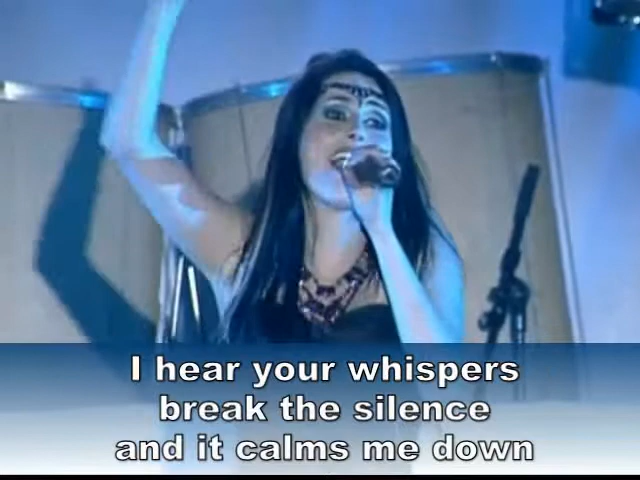 I hear your whispers
break the silence
and it calms me down